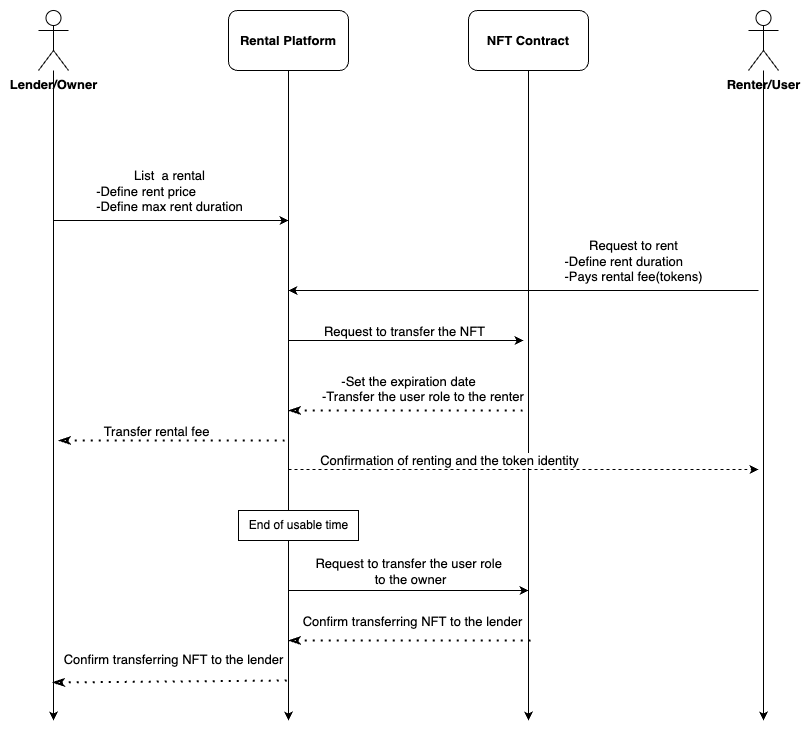 Rental Platform
NFT Contract
Lender/Owner
Renter/User
List a rental
-Define rent price
-Define max rent duration
Request to rent
-Define rent duration
-Pays rental fee(tokens)
Request to transfer the NFT
-Set the expiration date
-Transfer the user role to the renter
Transfer rental fee
Confirmation of renting and the token identity
End of usable time
Request to transfer the user role
to the owner
Confirm transferring NFT to the lender
Confirm transferring NFT to the lender